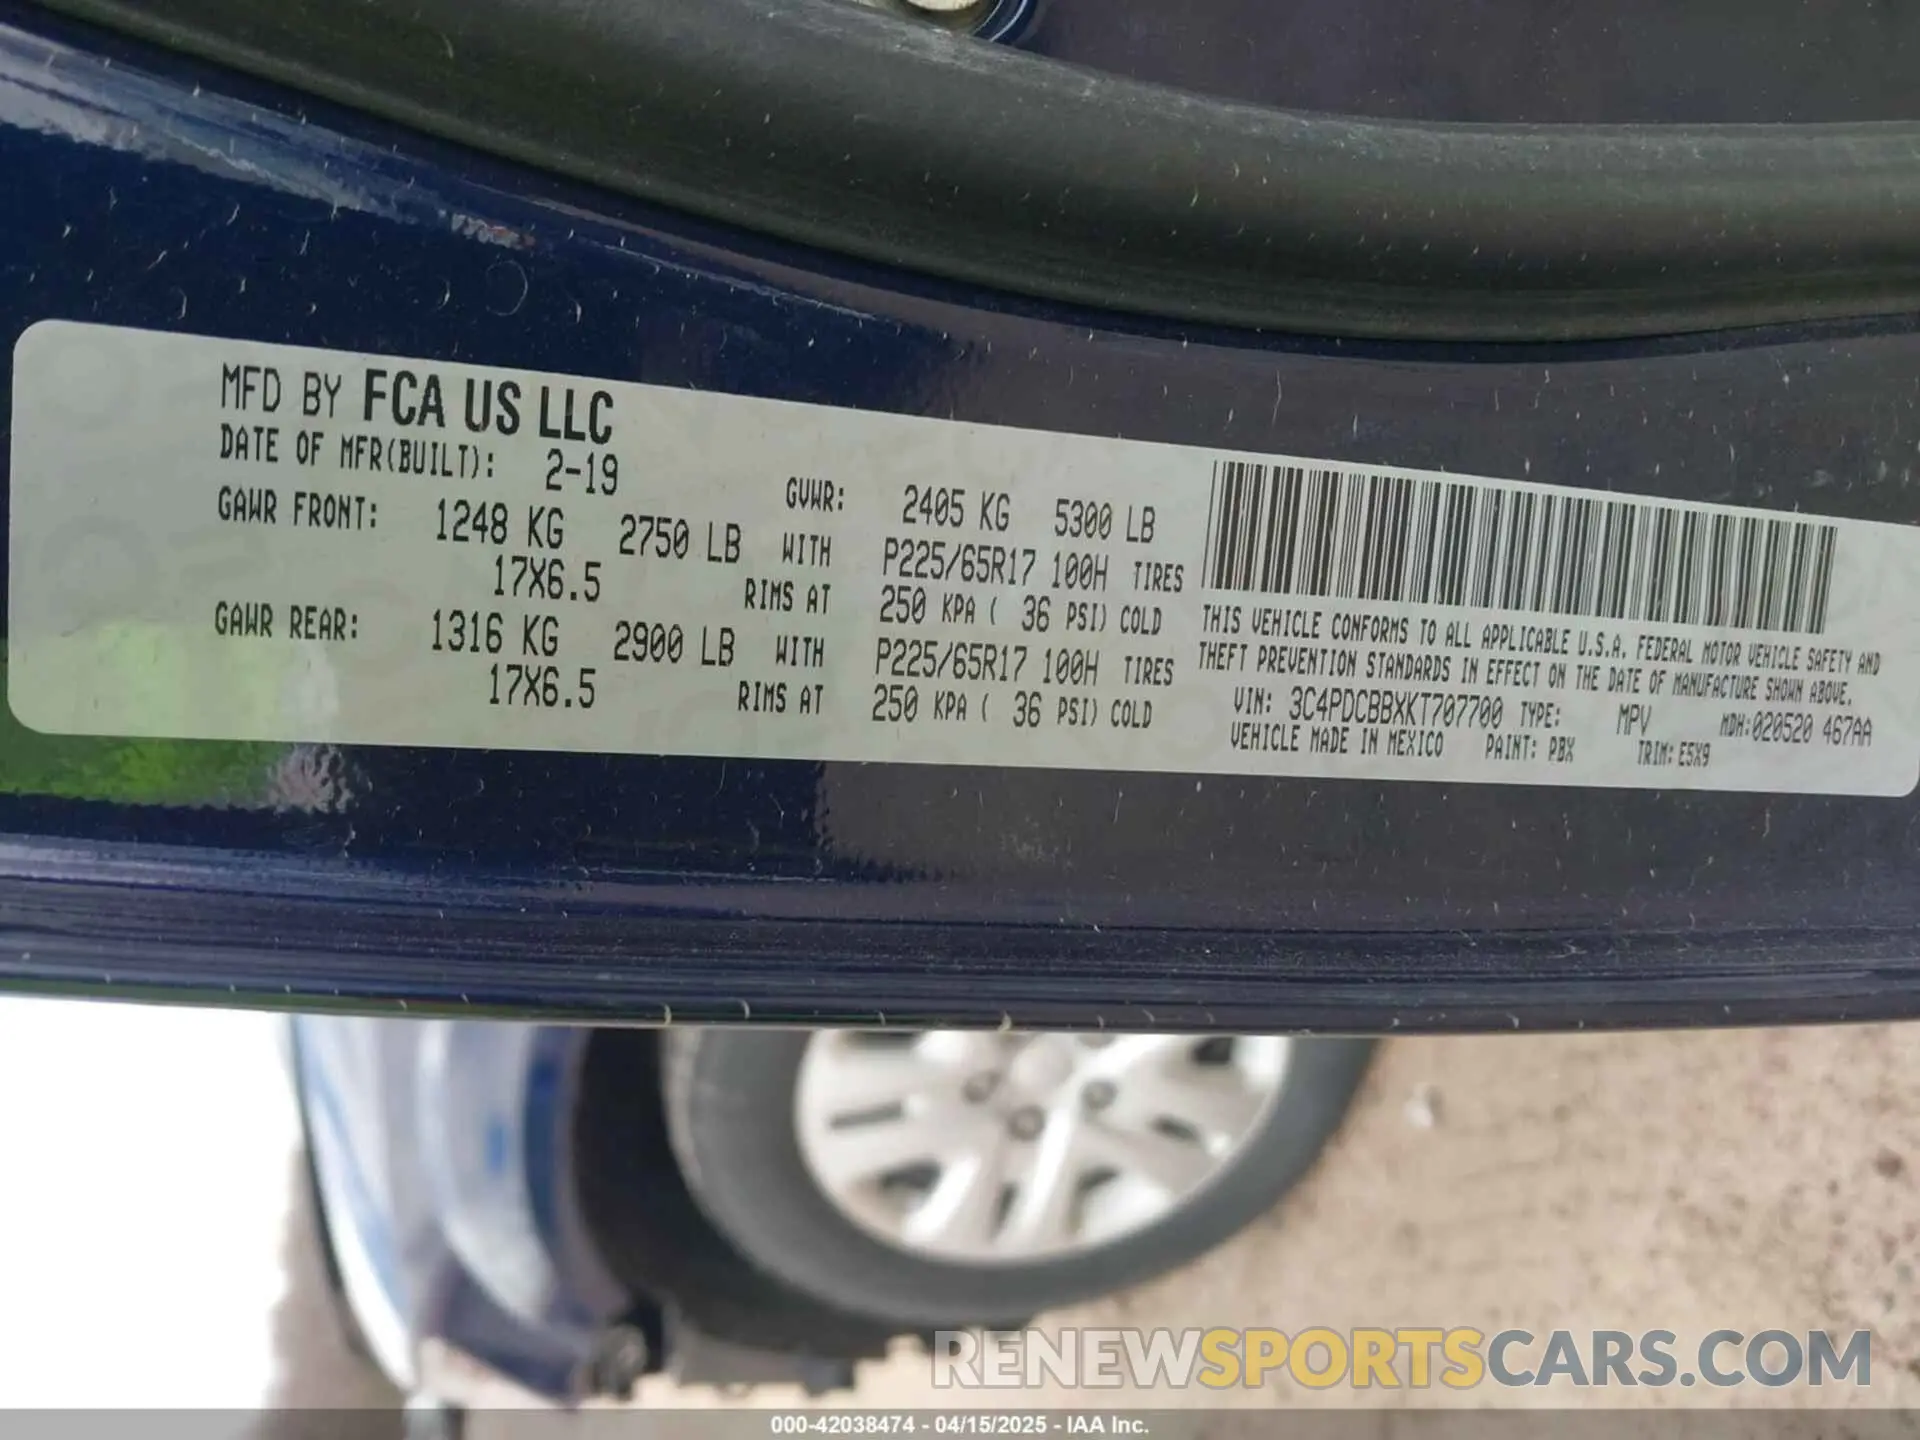 MFD BY FCA US LLC
DATE OF MFR(BUILT): 2-19 GVWR: 2405 KG 5300 LB
GAWR FRONT: 1248 KG 2750 LB WITH P225/65R17 100H TIRES
17X6.5 RIMS AT 250 KPA ( 36 PSI) COLD
GAWR REAR: 1316 KG 2900 LB WITH P225/65R17 100H TIRES
17X6.5 RIMS AT 250 KPA ( 36 PSI) COLD
THIS VEHICLE CONFORMS TO ALL APPLICABLE U.S.A. FEDERAL MOTOR VEHICLE SAFETY AND
THEFT PREVENTION STANDARDS IN EFFECT ON THE DATE OF MANUFACTURE SHOWN ABOVE.
VIN: 3C4PDCBBXKT707700 TYPE: MPV MDH:020520 467AA
VEHICLE MADE IN MEXICO PAINT: PBX TRIM: E5X9
RENEWSPORTSCARS.COM
000-42038474 - 04/15/2025 - IAA Inc.